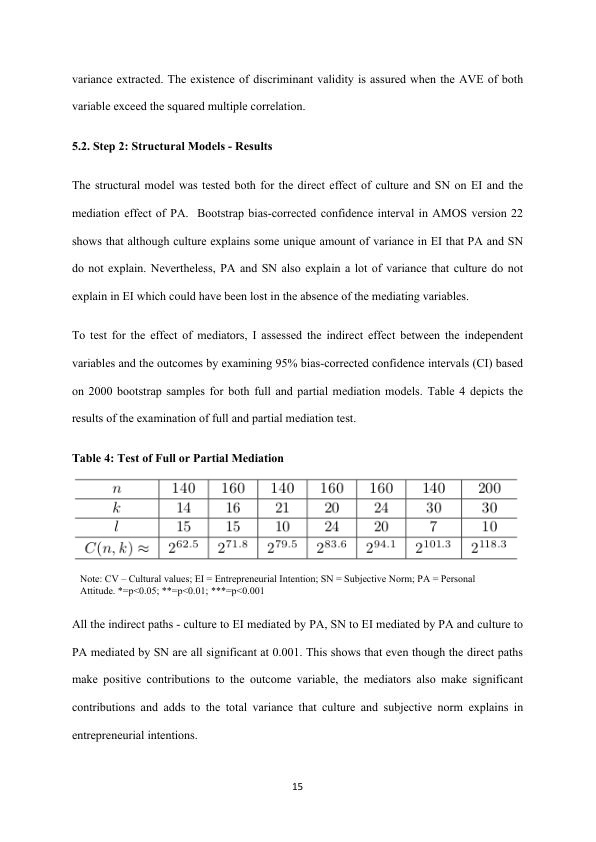 variance extracted. The existence of discriminant validity is assured when the AVE of both
variable exceed the squared multiple correlation.
5.2. Step 2: Structural Models - Results
The structural model was tested both for the direct effect of culture and SN on EI and the
mediation effect of PA. Bootstrap bias-corrected confidence interval in AMOS version 22
shows that although culture explains some unique amount of variance in EI that PA and SN
do not explain. Nevertheless, PA and SN also explain a lot of variance that culture do not
explain in EI which could have been lost in the absence of the mediating variables.
To test for the effect of mediators, I assessed the indirect effect between the independent
variables and the outcomes by examining 95% bias-corrected confidence intervals (CI) based
on 2000 bootstrap samples for both full and partial mediation models. Table 4 depicts the
results of the examination of full and partial mediation test.
Table 4: Test of Full or Partial Mediation
n 140 160 140 160 160 140 200
k 14 16 21 20 24 30 30
l 15 15 10 24 20 7 10
C(n, k) ≈ 2^62.5 2^71.8 2^79.5 2^83.6 2^94.1 2^101.3 2^118.3
Note: CV – Cultural values; EI = Entrepreneurial Intention; SN = Subjective Norm; PA = Personal
Attitude. *=p<0.05; **=p<0.01; ***=p<0.001
All the indirect paths - culture to EI mediated by PA, SN to EI mediated by PA and culture to
PA mediated by SN are all significant at 0.001. This shows that even though the direct paths
make positive contributions to the outcome variable, the mediators also make significant
contributions and adds to the total variance that culture and subjective norm explains in
entrepreneurial intentions.
15